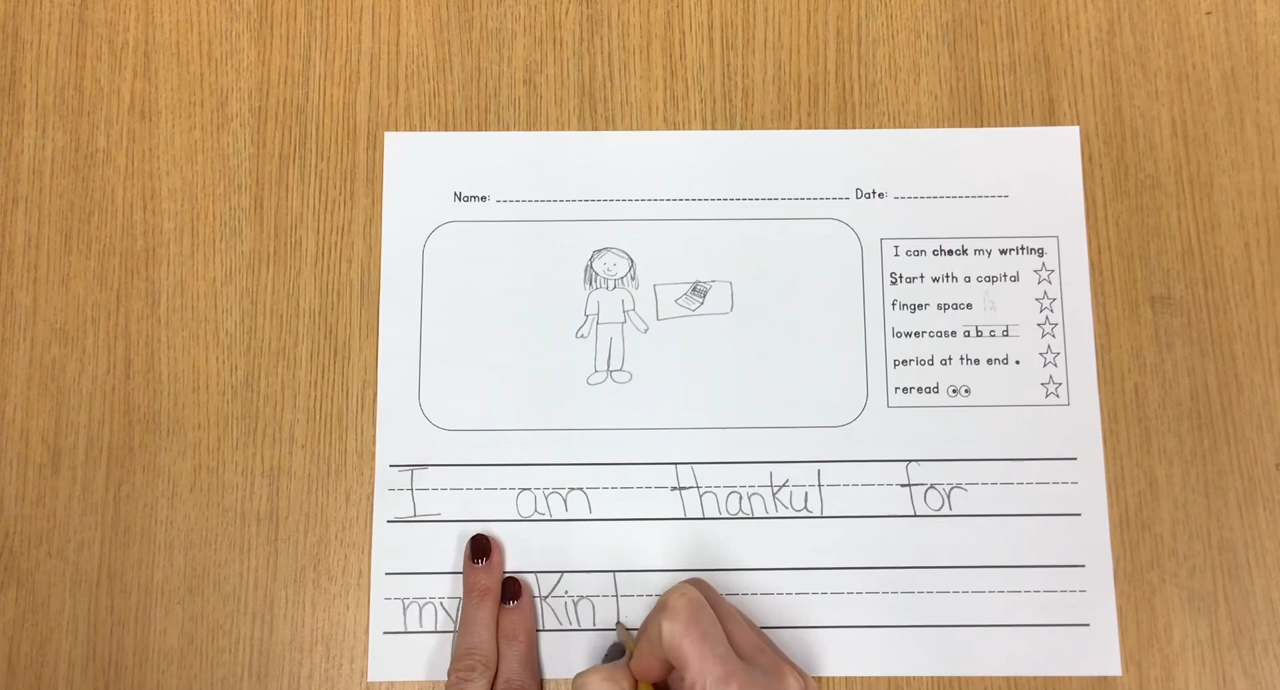 Name: Date:
I can check my writing.
Start with a capital
finger space
lowercase a b c d
period at the end .
reread
I am thankul for
my Kin